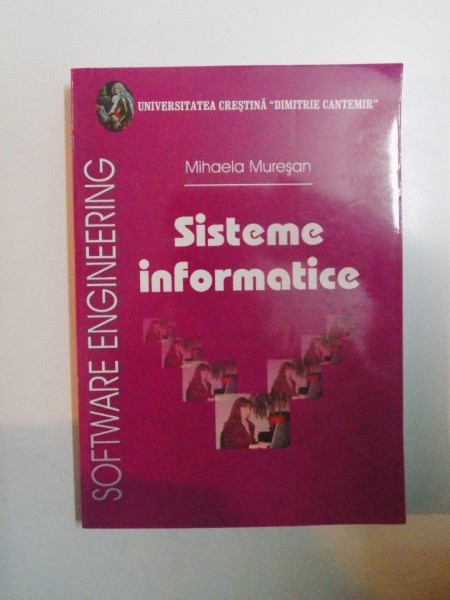 UNIVERSITATEA CREŞTINĂ "DIMITRIE CANTEMIR"
Mihaela Mureşan
Sisteme
informatice
SOFTWARE ENGINEERING